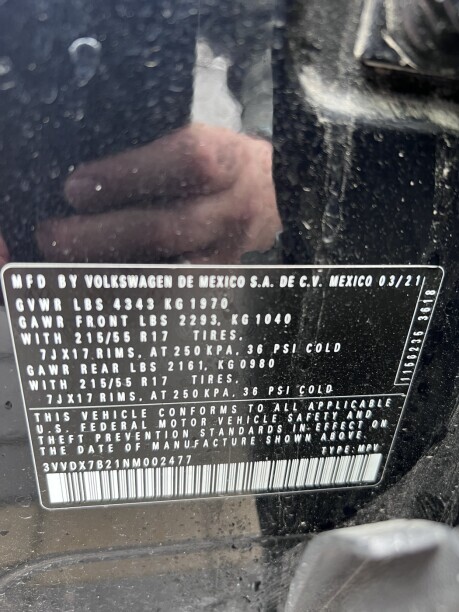 MFD BY VOLKSWAGEN DE MEXICO S.A. DE C.V. MEXICO 03/21
GVWR LBS 4343 KG 1970
GAWR FRONT LBS 2293, KG 1040
WITH 215/55 R17 TIRES,
7JX17 RIMS, AT 250 KPA, 36 PSI COLD
GAWR REAR LBS 2161, KG 0980
WITH 215/55 R17 TIRES,
7JX17 RIMS, AT 250 KPA, 36 PSI COLD
THIS VEHICLE CONFORMS TO ALL APPLICABLE
U.S. FEDERAL MOTOR VEHICLE SAFETY AND
THEFT PREVENTION STANDARDS IN EFFECT ON
THE DATE OF MANUFACTURE SHOWN ABOVE.
3VVDX7B21NM002477 TYPE: MPV